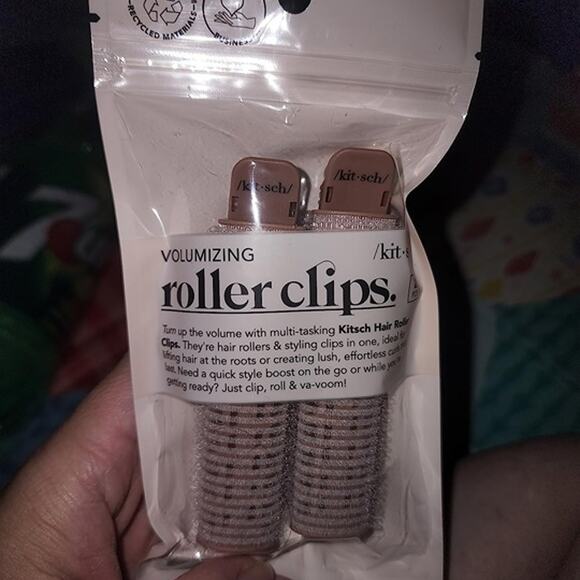 RECYCLED MATERIALS
BUSINESS
/kit·sch/ /kit·sch/
VOLUMIZING /kit·s
roller clips.
Turn up the volume with multi-tasking Kitsch Hair Roller
Clips. They're hair rollers & styling clips in one, ideal for
lifting hair at the roots or creating lush, effortless curls
last. Need a quick style boost on the go or while you're
getting ready? Just clip, roll & va-voom!